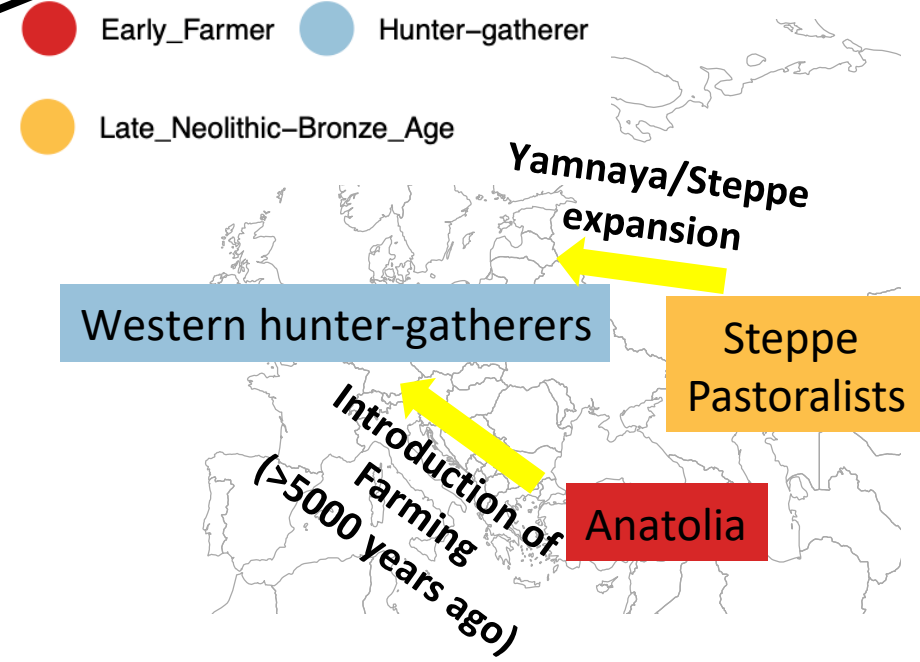 Early_Farmer
Hunter−gatherer
Late_Neolithic−Bronze_Age
Yamnaya/Steppe
expansion
Western hunter-gatherers
Steppe
Pastoralists
Introduction of
Farming
(>5000 years ago)
Anatolia